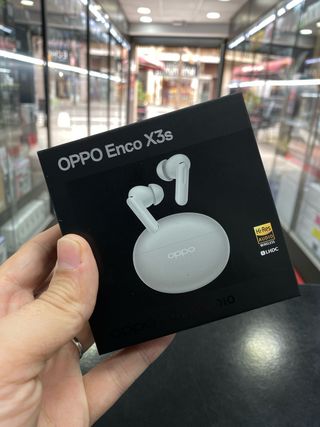 OPPO Enco X3s
oppo
Hi-Res
AUDIO
WIRELESS
LHDC